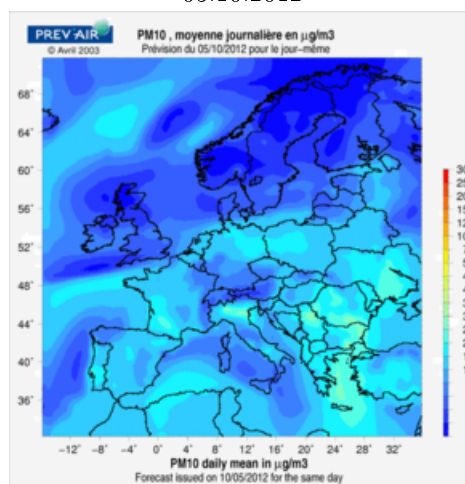 PREV'AIR
© Avril 2003
PM10 , moyenne journalière en µg/m3
Prévision du 05/10/2012 pour le jour−même
68°
64°
60°
56°
52°
48°
44°
40°
36°
−12° −8° −4° 0° 4° 8° 12° 16° 20° 24° 28° 32°
PM10 daily mean in µg/m3
Forecast issued on 10/05/2012 for the same day